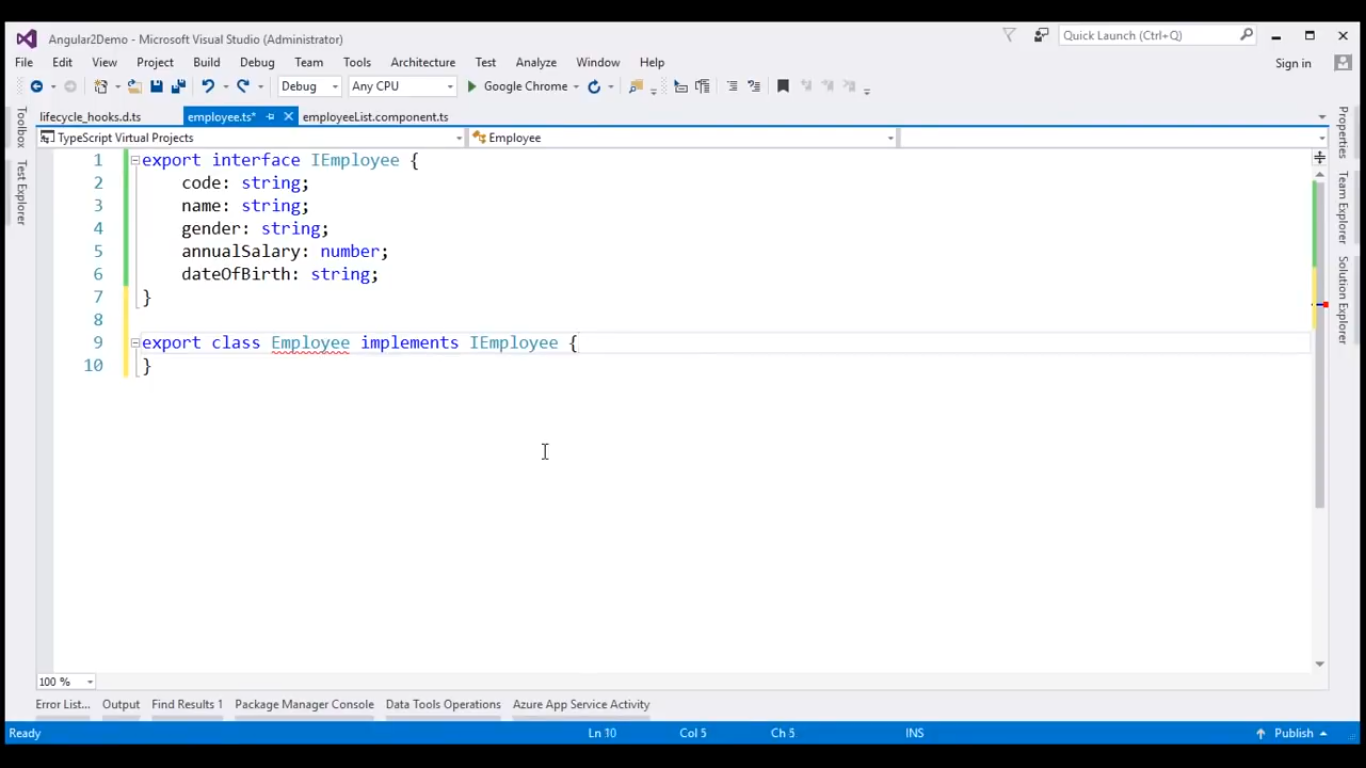 Angular2Demo - Microsoft Visual Studio (Administrator)
Quick Launch (Ctrl+Q)
File Edit View Project Build Debug Team Tools Architecture Test Analyze Window Help
Sign in
Debug Any CPU Google Chrome
lifecycle_hooks.d.ts employee.ts* employeeList.component.ts
TypeScript Virtual Projects Employee
Toolbox
Test Explorer
1 export interface IEmployee {
2 code: string;
3 name: string;
4 gender: string;
5 annualSalary: number;
6 dateOfBirth: string;
7 }
8
9 export class Employee implements IEmployee {
10 }
Properties
Team Explorer
Solution Explorer
100 %
Error List... Output Find Results 1 Package Manager Console Data Tools Operations Azure App Service Activity
Ready Ln 10 Col 5 Ch 5 INS Publish